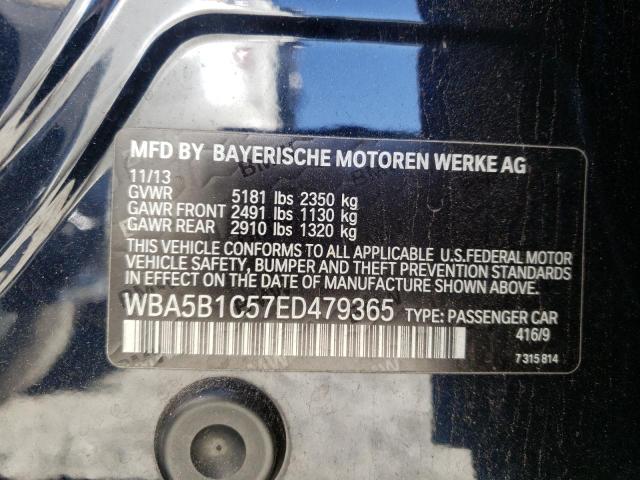 MFD BY BAYERISCHE MOTOREN WERKE AG
11/13
GVWR 5181 lbs 2350 kg
GAWR FRONT 2491 lbs 1130 kg
GAWR REAR 2910 lbs 1320 kg
THIS VEHICLE CONFORMS TO ALL APPLICABLE U.S.FEDERAL MOTOR
VEHICLE SAFETY, BUMPER AND THEFT PREVENTION STANDARDS
IN EFFECT ON THE DATE OF MANUFACTURE SHOWN ABOVE.
WBA5B1C57ED479365 TYPE: PASSENGER CAR
416/9
7 315 814